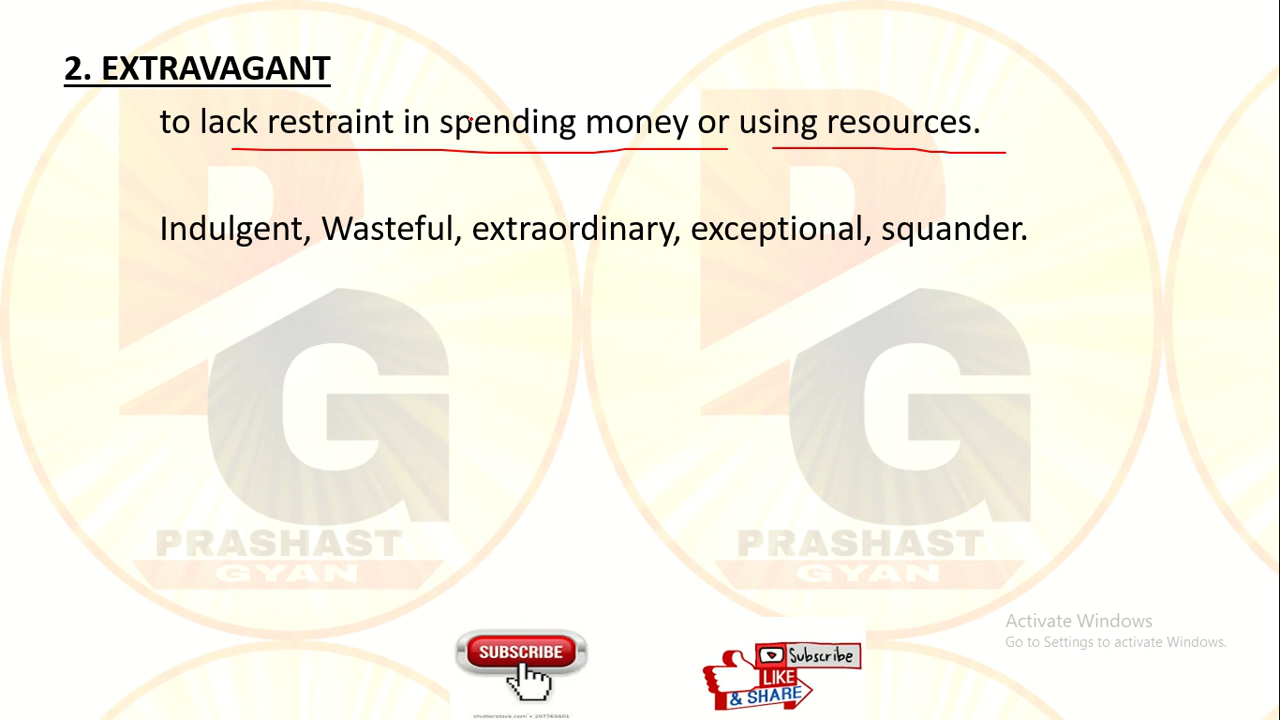 2. EXTRAVAGANT
to lack restraint in spending money or using resources.
Indulgent, Wasteful, extraordinary, exceptional, squander.
PRASHAST
GYAN
PRASHAST
GYAN
Activate Windows
Go to Settings to activate Windows.
SUBSCRIBE
Subscribe
LIKE
& SHARE